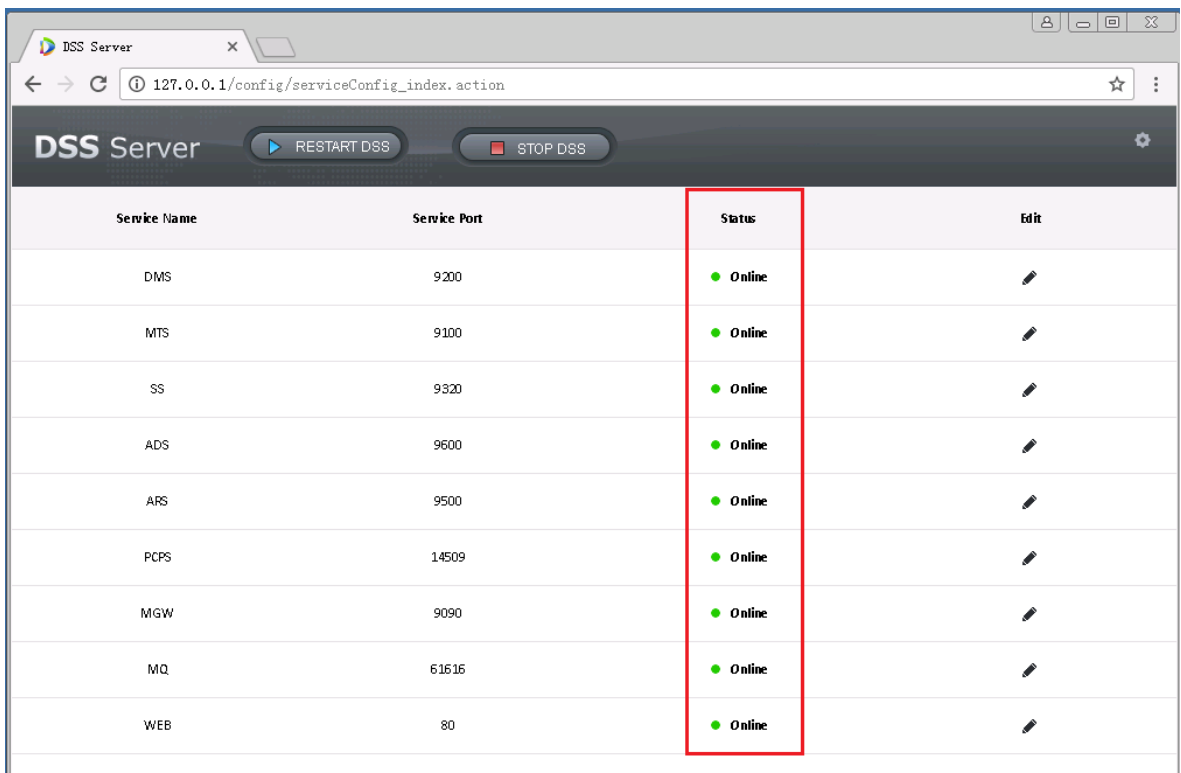 DSS Server
127.0.0.1/config/serviceConfig_index.action
DSS Server RESTART DSS STOP DSS
Service Name Service Port Status Edit
DMS 9200 Online
MTS 9100 Online
SS 9320 Online
ADS 9600 Online
ARS 9500 Online
PCPS 14509 Online
MGW 9090 Online
MQ 61616 Online
WEB 80 Online